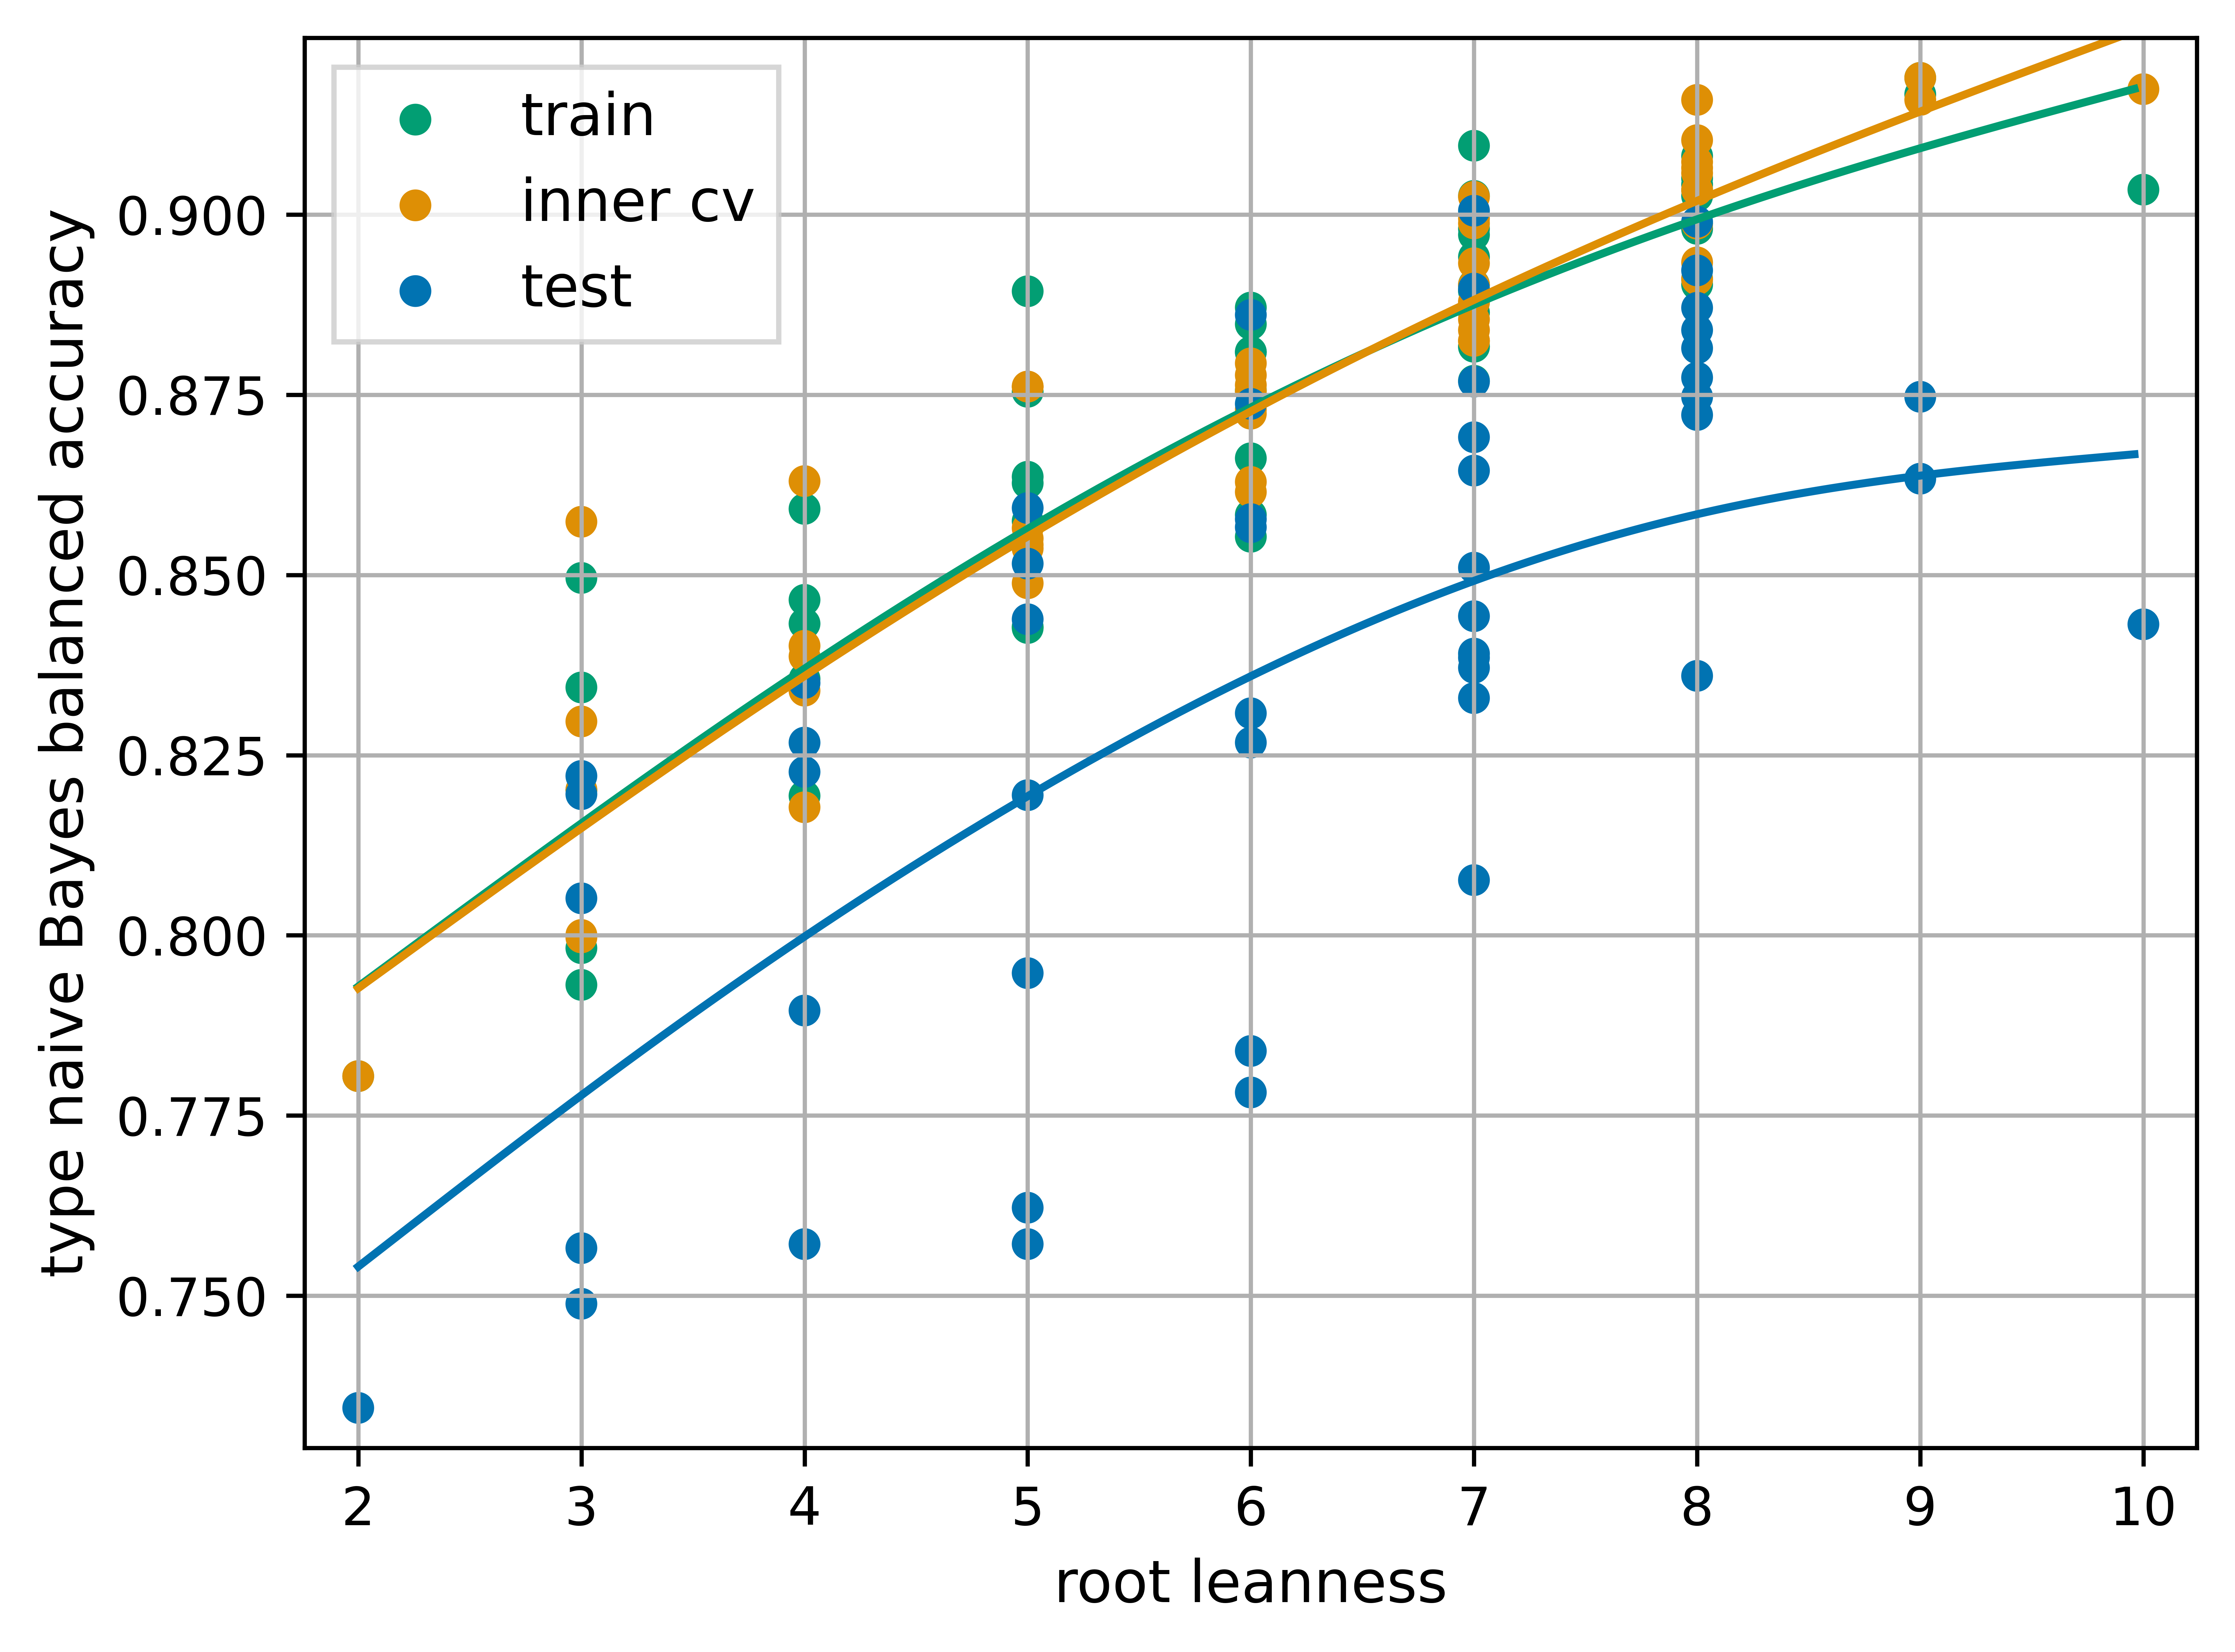 train
inner cv
test
type naive Bayes balanced accuracy
0.900
0.875
0.850
0.825
0.800
0.775
0.750
2 3 4 5 6 7 8 9 10
root leanness